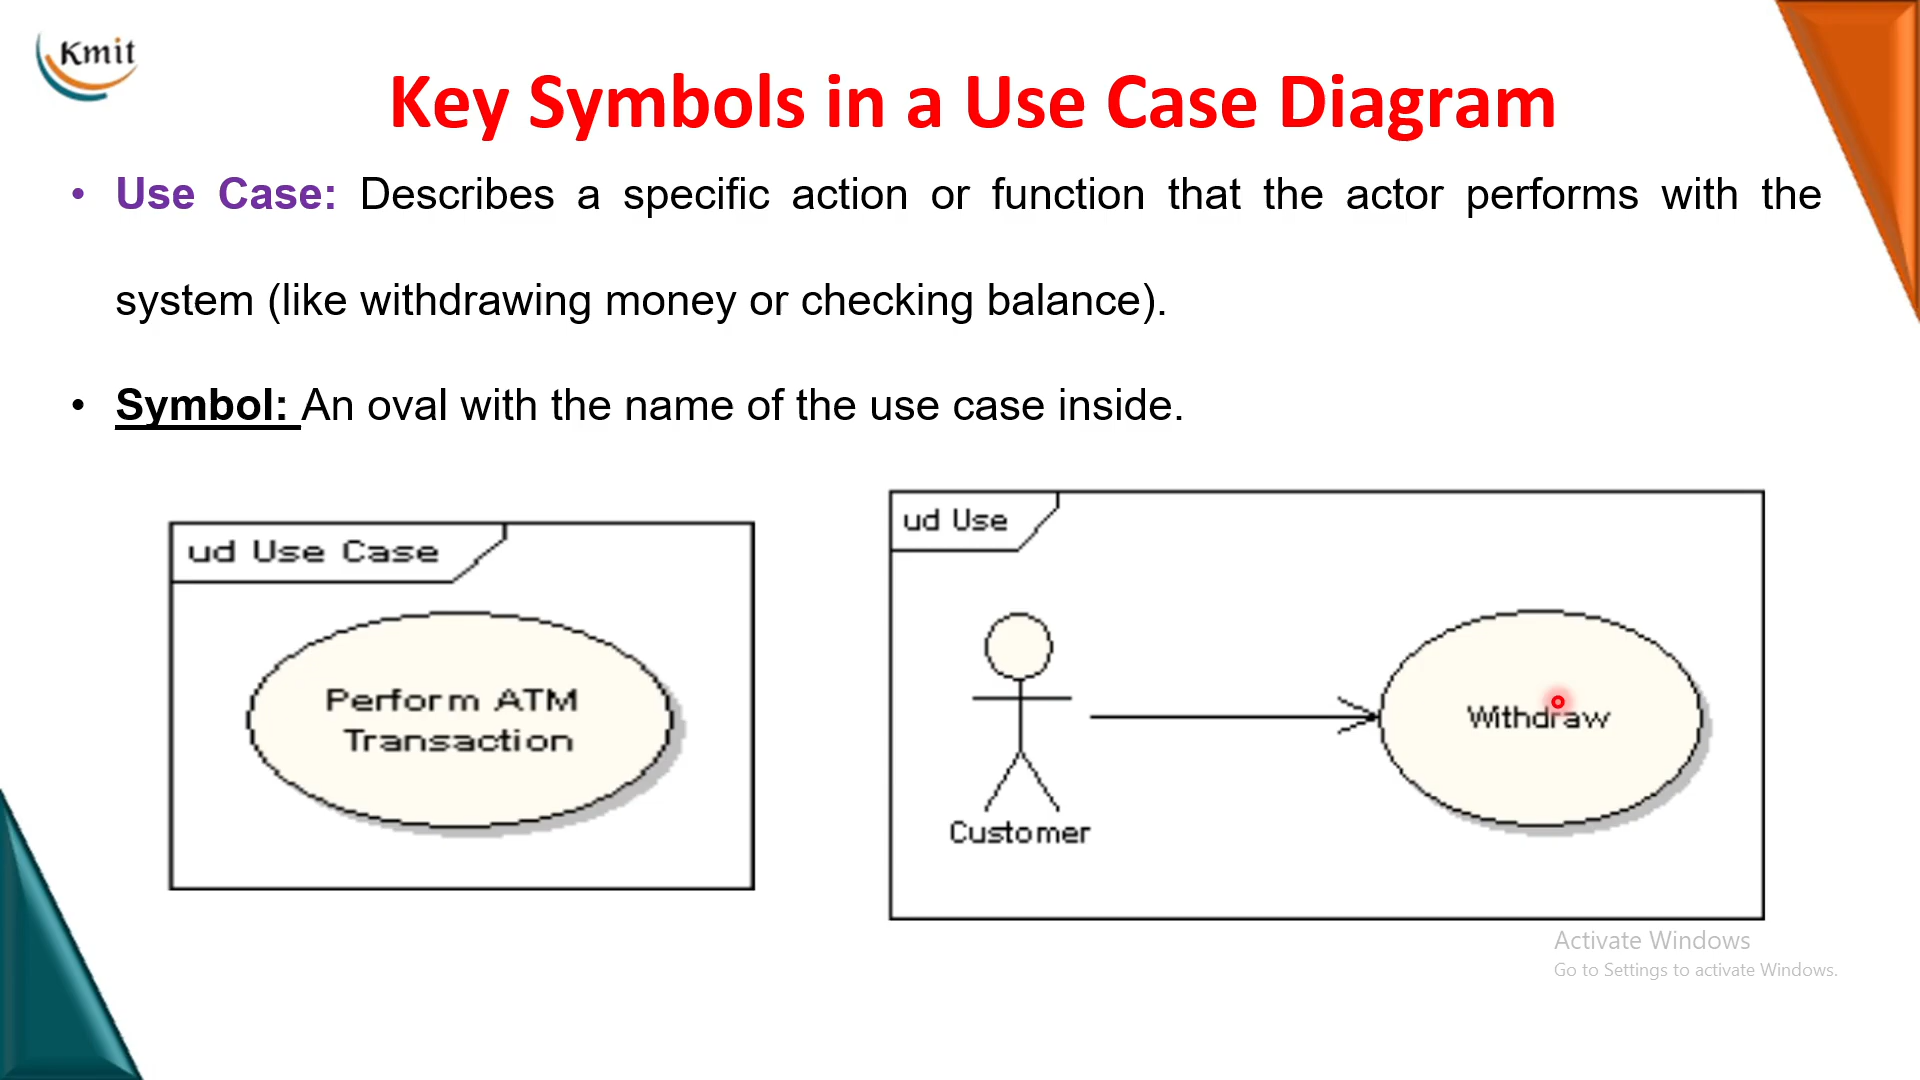 Kmit
Key Symbols in a Use Case Diagram
• Use Case: Describes a specific action or function that the actor performs with the
system (like withdrawing money or checking balance).
• Symbol: An oval with the name of the use case inside.
ud Use Case
Perform ATM
Transaction
ud Use
Withdraw
Customer
Activate Windows
Go to Settings to activate Windows.